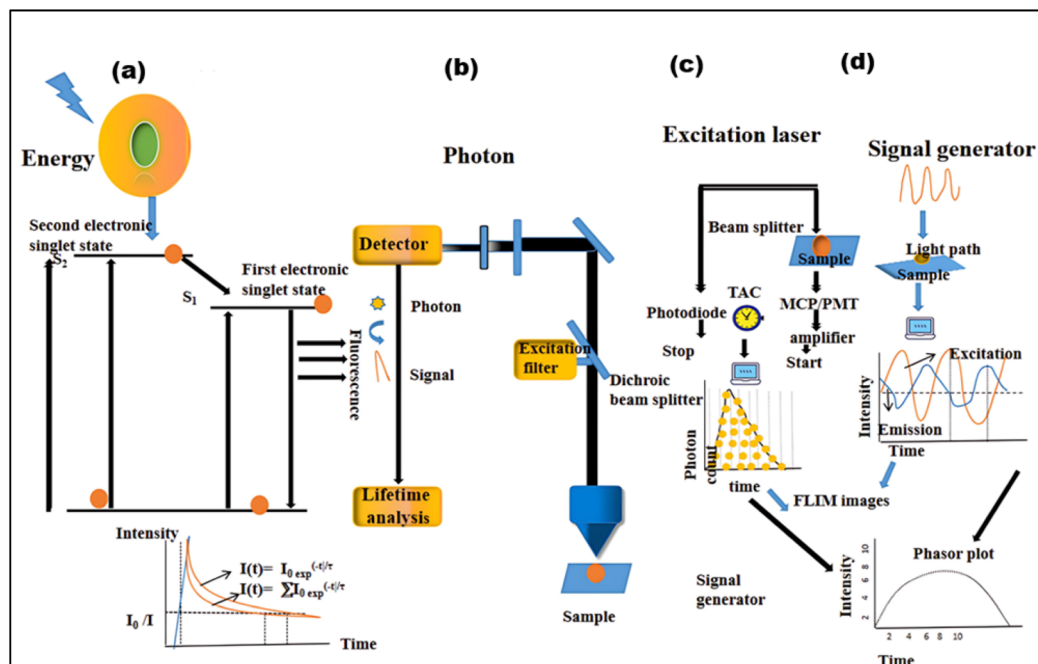 (a)
(b)
(c)
(d)
Energy
Photon
Excitation laser
Signal generator
Second electronic
singlet state
S2
S1
First electronic
singlet state
Fluorescence
Detector
Photon
Signal
Excitation
filter
Dichroic
beam splitter
Lifetime
analysis
Sample
Beam splitter
Sample
Photodiode
TAC
MCP/PMT
amplifier
Stop
Start
Photon
count
time
Light path
Sample
Intensity
Excitation
Emission
Time
FLIM images
Intensity
I(t)= I0 exp(-t)/τ
I(t)= ∑I0 exp(-t)/τ
I0 /I
Time
Signal
generator
Phasor plot
Intensity
10
8
6
4
2
2 4 6 8 10
Time